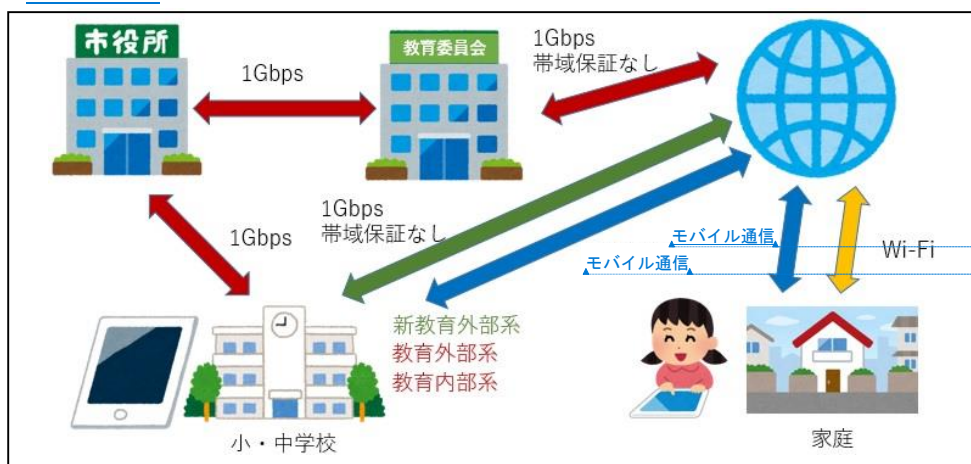 市役所
教育委員会
1Gbps
帯域保証なし
1Gbps
1Gbps
1Gbps
帯域保証なし
モバイル通信
モバイル通信
Wi-Fi
新教育外部系
教育外部系
教育内部系
小・中学校
家庭